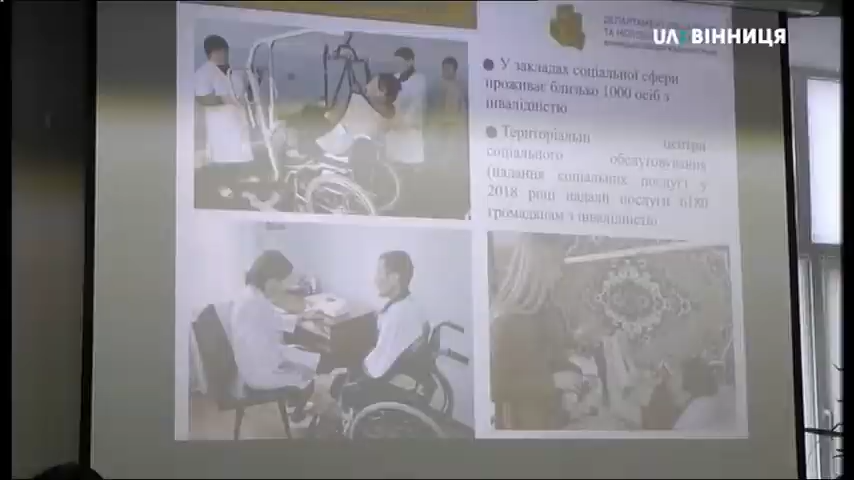 ДЕПАРТАМЕНТ
UA: ВІННИЦЯ
● У закладах соціальної сфери
проживає близько 1000 осіб з
інвалідністю
● Територіальні центри
соціального обслуговування
(надання соціальних послуг) у
2018 році надали послуги 6180
громадянам з інвалідністю